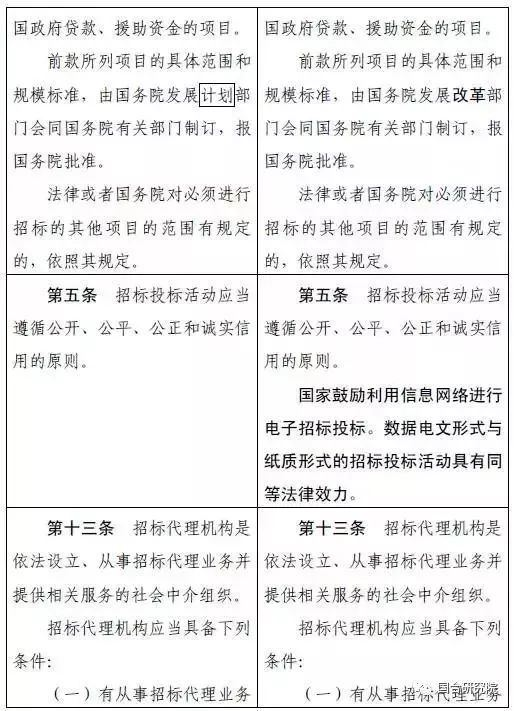 国政府贷款、援助资金的项目。
前款所列项目的具体范围和
规模标准，由国务院发展计划部
门会同国务院有关部门制订，报
国务院批准。
法律或者国务院对必须进行
招标的其他项目的范围有规定
的，依照其规定。
国政府贷款、援助资金的项目。
前款所列项目的具体范围和
规模标准，由国务院发展改革部
门会同国务院有关部门制订，报
国务院批准。
法律或者国务院对必须进行
招标的其他项目的范围有规定
的，依照其规定。
第五条 招标投标活动应当
遵循公开、公平、公正和诚实信
用的原则。
第五条 招标投标活动应当
遵循公开、公平、公正和诚实信
用的原则。
国家鼓励利用信息网络进行
电子招标投标。数据电文形式与
纸质形式的招标投标活动具有同
等法律效力。
第十三条 招标代理机构是
依法设立、从事招标代理业务并
提供相关服务的社会中介组织。
招标代理机构应当具备下列
条件：
（一）有从事招标代理业务
第十三条 招标代理机构是
依法设立、从事招标代理业务并
提供相关服务的社会中介组织。
招标代理机构应当具备下列
条件：
（一）有从事招标代理业务
国合研究院